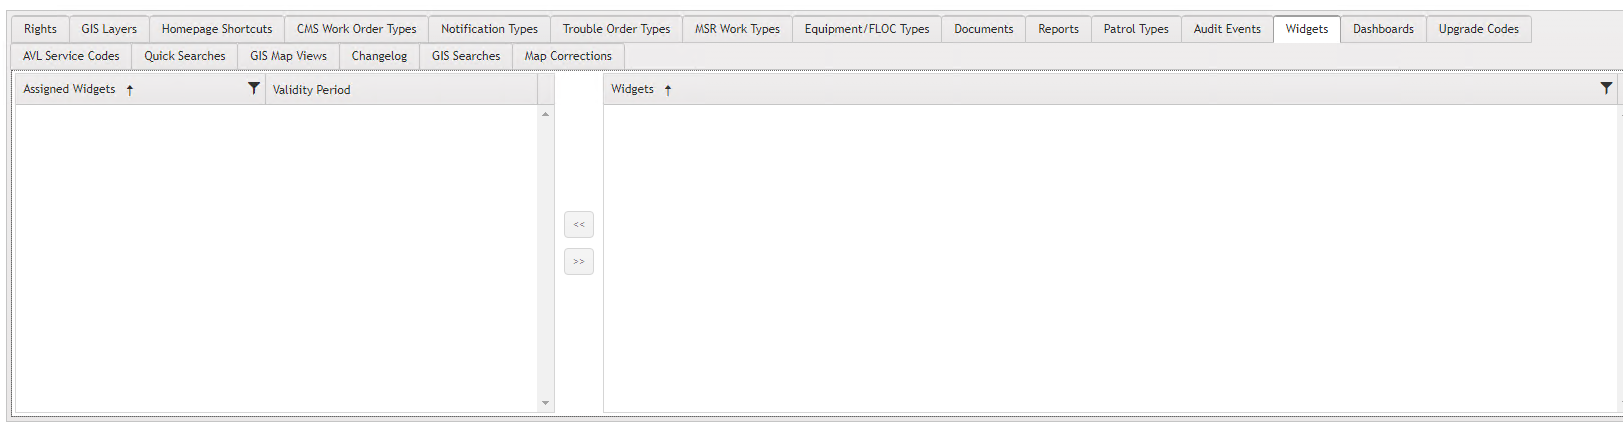 Rights GIS Layers Homepage Shortcuts CMS Work Order Types Notification Types Trouble Order Types MSR Work Types Equipment/FLOC Types Documents Reports Patrol Types Audit Events Widgets Dashboards Upgrade Codes
AVL Service Codes Quick Searches GIS Map Views Changelog GIS Searches Map Corrections
Assigned Widgets ↑ Validity Period Widgets ↑
<<
>>